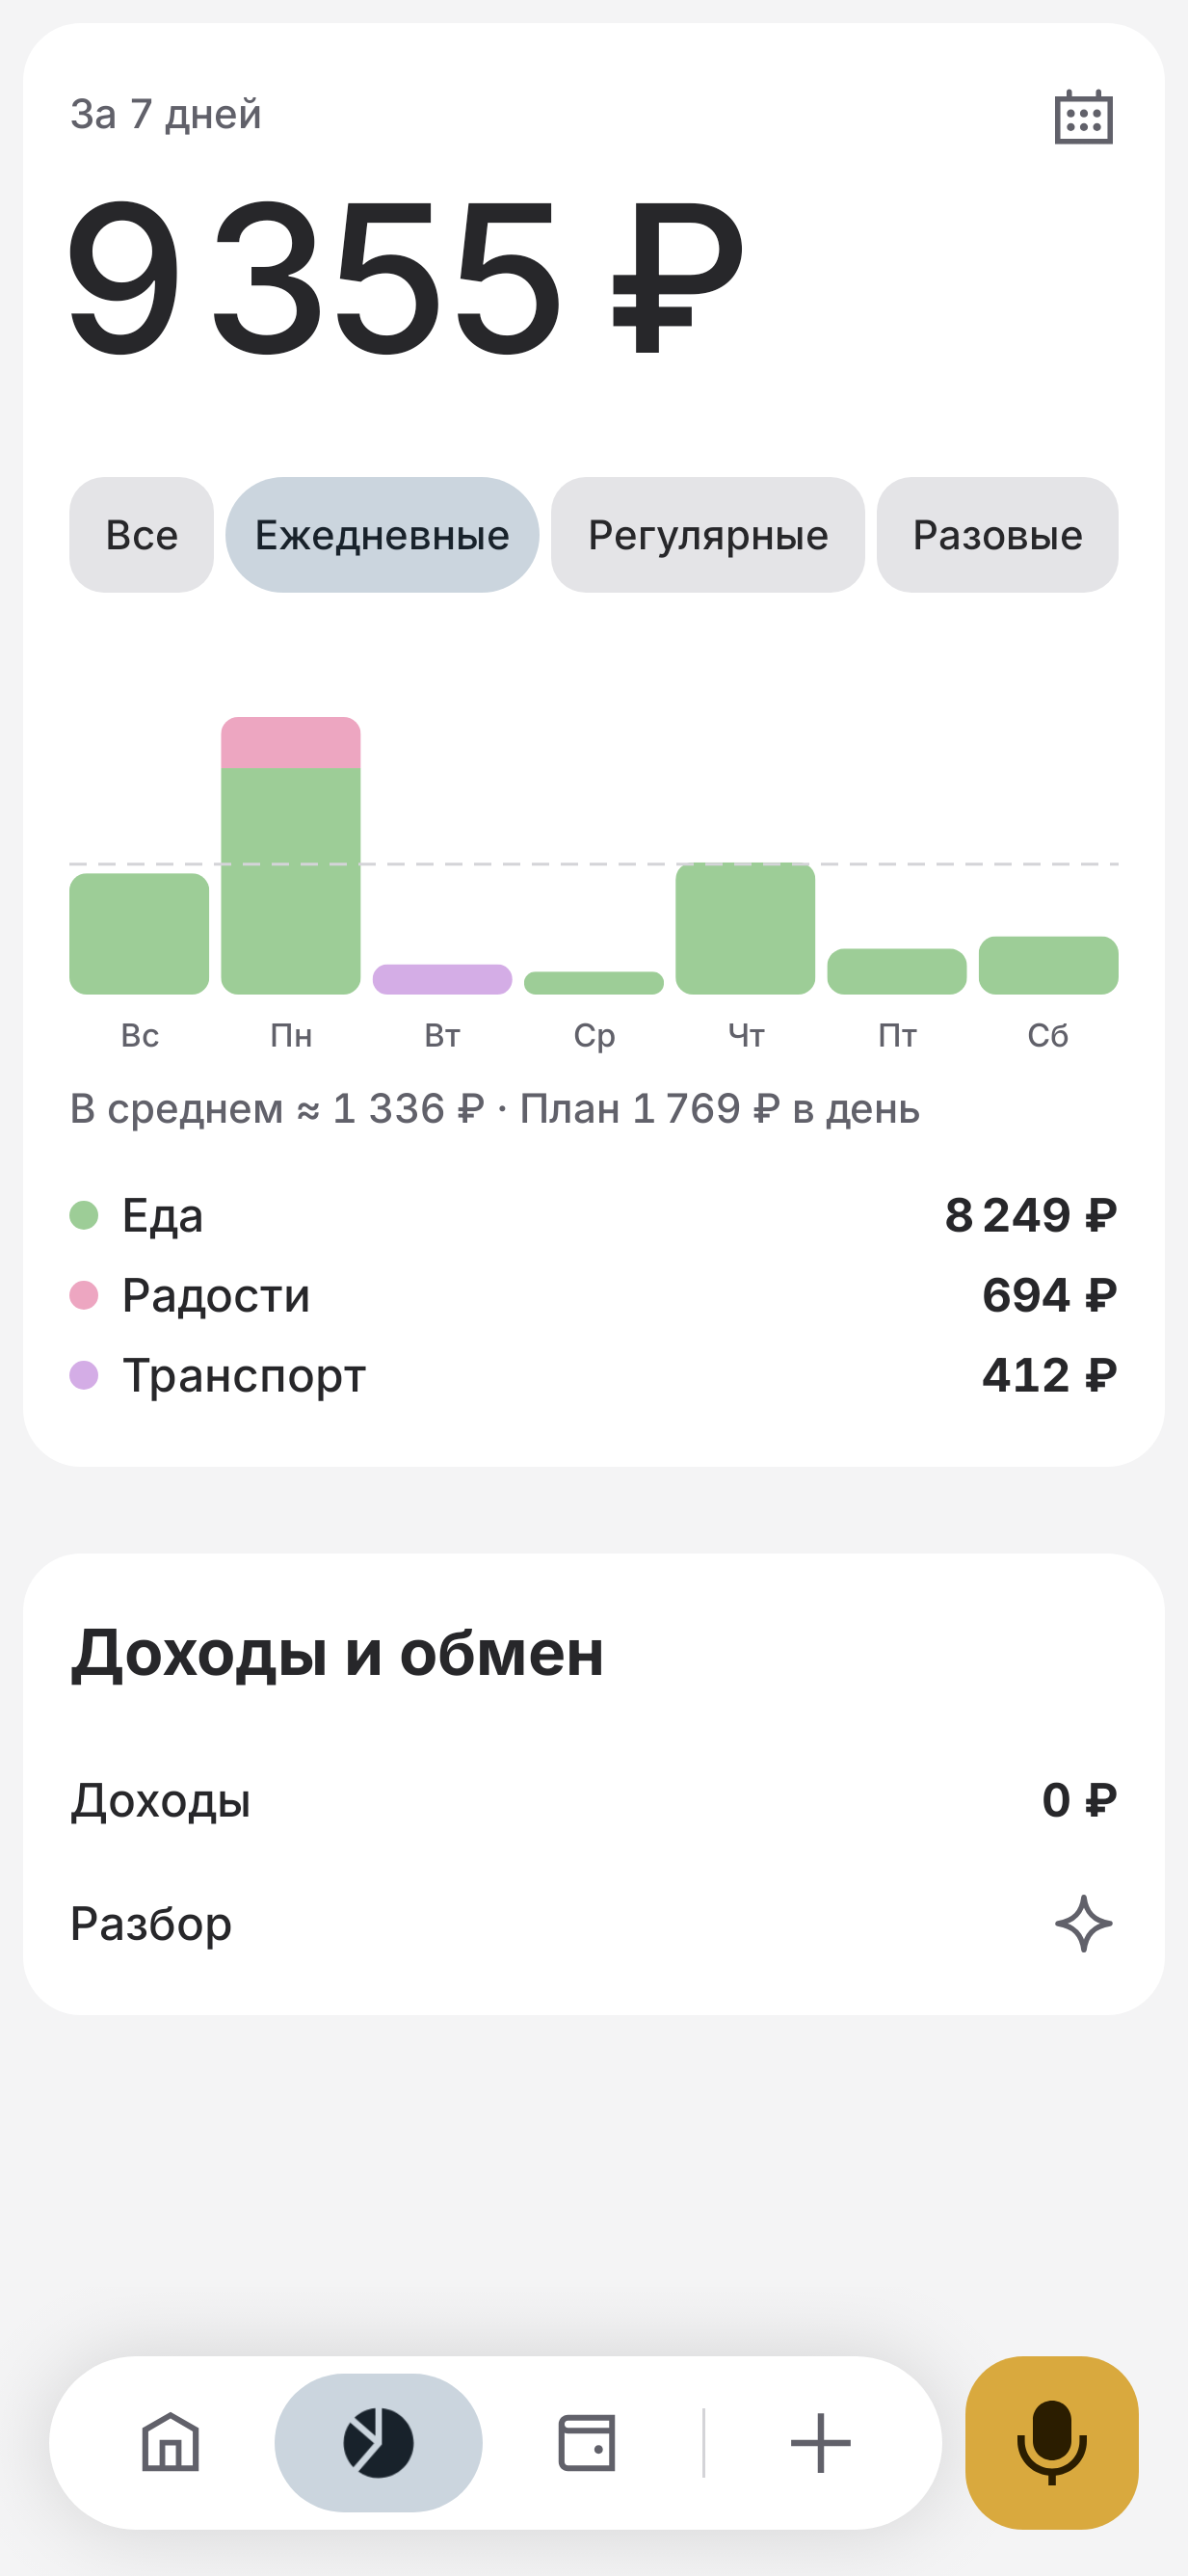 За 7 дней
9 355 ₽
Все Ежедневные Регулярные Разовые
Вс Пн Вт Ср Чт Пт Сб
В среднем ≈ 1 336 ₽ · План 1 769 ₽ в день
Еда 8 249 ₽
Радости 694 ₽
Транспорт 412 ₽
Доходы и обмен
Доходы 0 ₽
Разбор